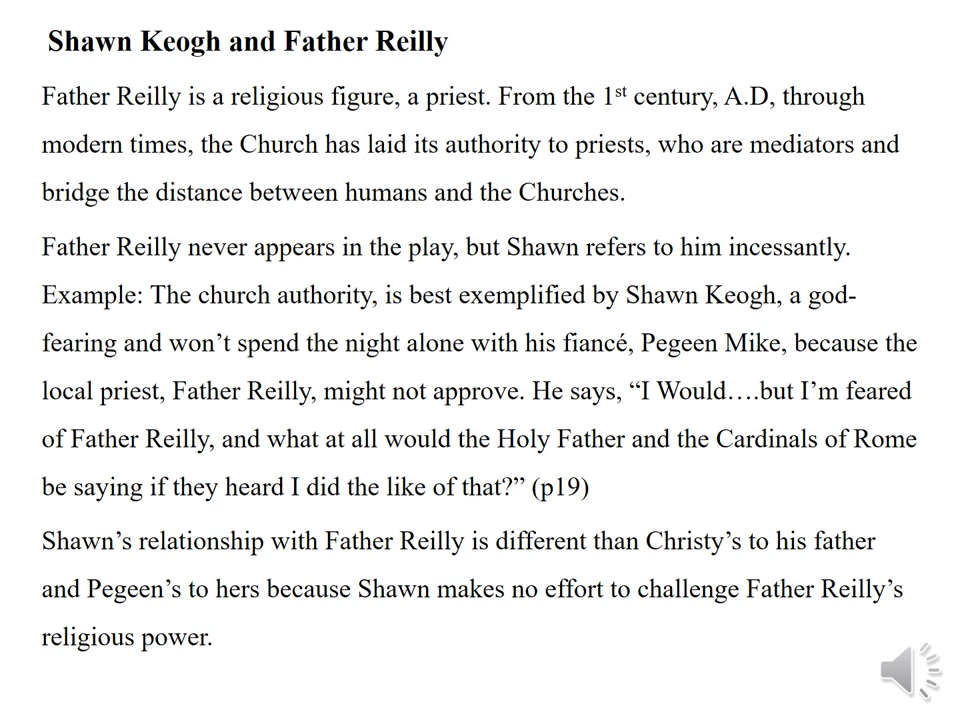 Shawn Keogh and Father Reilly
Father Reilly is a religious figure, a priest. From the 1st century, A.D, through
modern times, the Church has laid its authority to priests, who are mediators and
bridge the distance between humans and the Churches.
Father Reilly never appears in the play, but Shawn refers to him incessantly.
Example: The church authority, is best exemplified by Shawn Keogh, a god-
fearing and won’t spend the night alone with his fiancé, Pegeen Mike, because the
local priest, Father Reilly, might not approve. He says, “I Would….but I’m feared
of Father Reilly, and what at all would the Holy Father and the Cardinals of Rome
be saying if they heard I did the like of that?” (p19)
Shawn’s relationship with Father Reilly is different than Christy’s to his father
and Pegeen’s to hers because Shawn makes no effort to challenge Father Reilly’s
religious power.